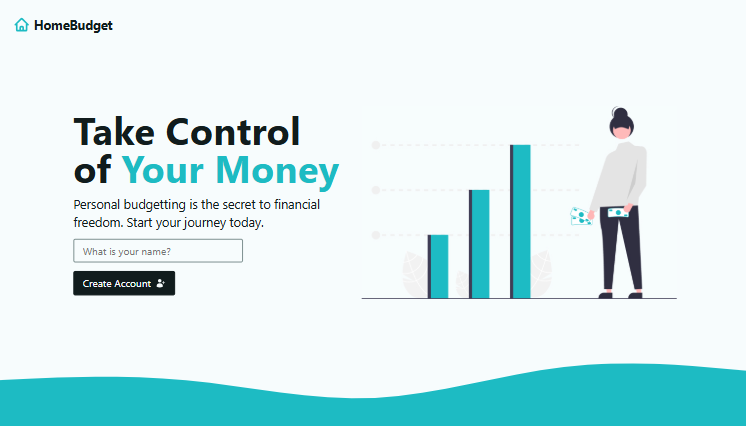 HomeBudget
Take Control
of Your Money
Personal budgetting is the secret to financial
freedom. Start your journey today.
What is your name?
Create Account